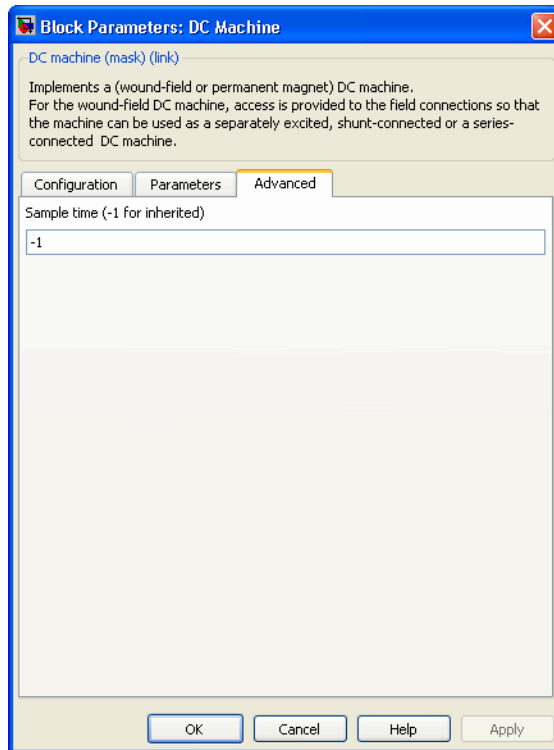 Block Parameters: DC Machine
DC machine (mask) (link)
Implements a (wound-field or permanent magnet) DC machine.
For the wound-field DC machine, access is provided to the field connections so that
the machine can be used as a separately excited, shunt-connected or a series-
connected DC machine.
Configuration Parameters Advanced
Sample time (-1 for inherited)
-1
OK Cancel Help Apply